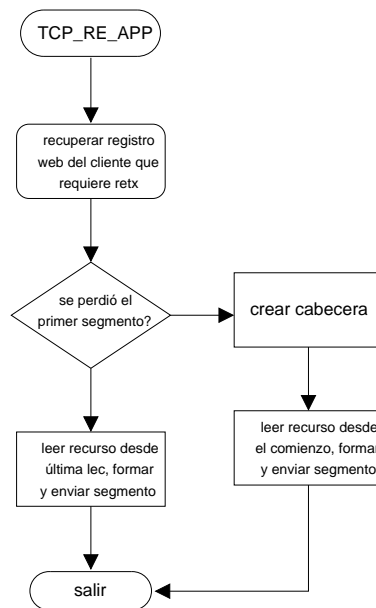 TCP_RE_APP
recuperar registro
web del cliente que
requiere retx
se perdió el
primer segmento?
crear cabecera
leer recurso desde
última lec, formar
y enviar segmento
leer recurso desde
el comienzo, formar
y enviar segmento
salir